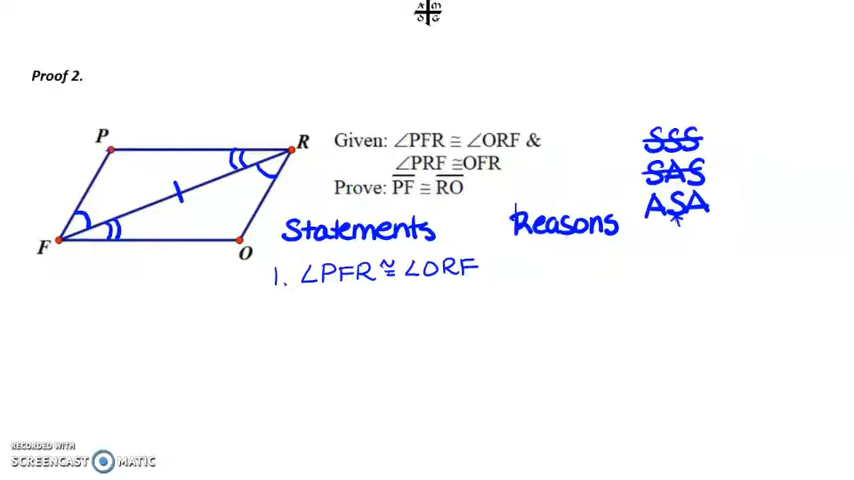 A M
S G
Proof 2.
P
R
F
O
Given: ∠PFR ≅ ∠ORF &
∠PRF ≅OFR
Prove: PF ≅ RO
SSS
SAS
ASA
Statements Reasons
1. ∠PFR ≅ ∠ORF
RECORDED WITH
SCREENCAST MATIC